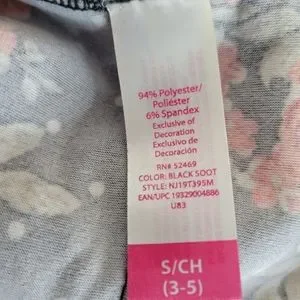 94% Polyester/
Poliéster
6% Spandex
Exclusive of
Decoration
Exclusivo de
Decoración
RN# 52469
COLOR: BLACK SOOT
STYLE: NJ19T395M
EAN/UPC 19329004886
U83
S/CH
(3-5)